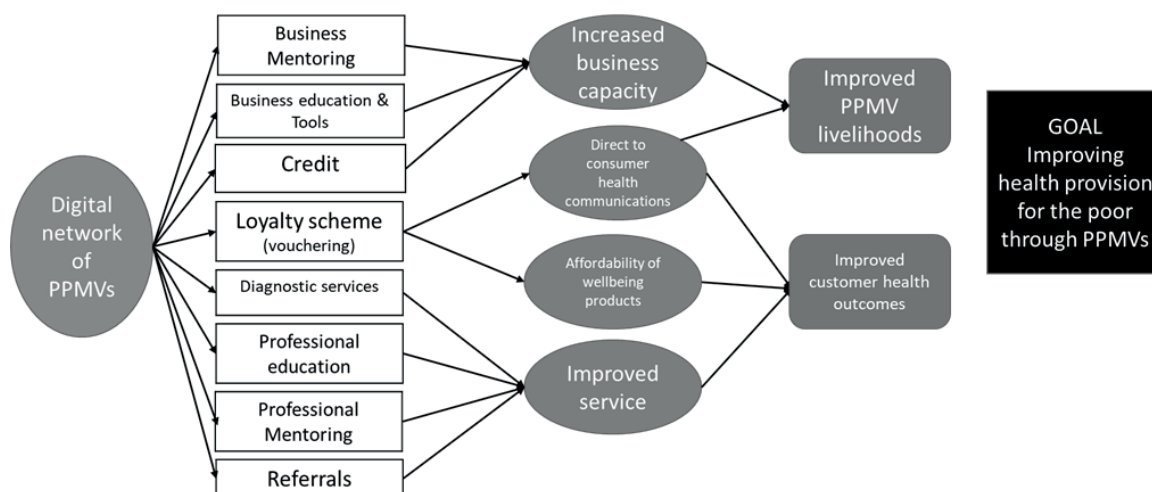 Digital
network
of
PPMVs
Business
Mentoring
Business education &
Tools
Credit
Loyalty scheme
(vouchering)
Diagnostic services
Professional
education
Professional
Mentoring
Referrals
Increased
business
capacity
Direct to
consumer
health
communications
Affordability of
wellbeing
products
Improved
service
Improved
PPMV
livelihoods
Improved
customer health
outcomes
GOAL
Improving
health provision
for the poor
through PPMVs